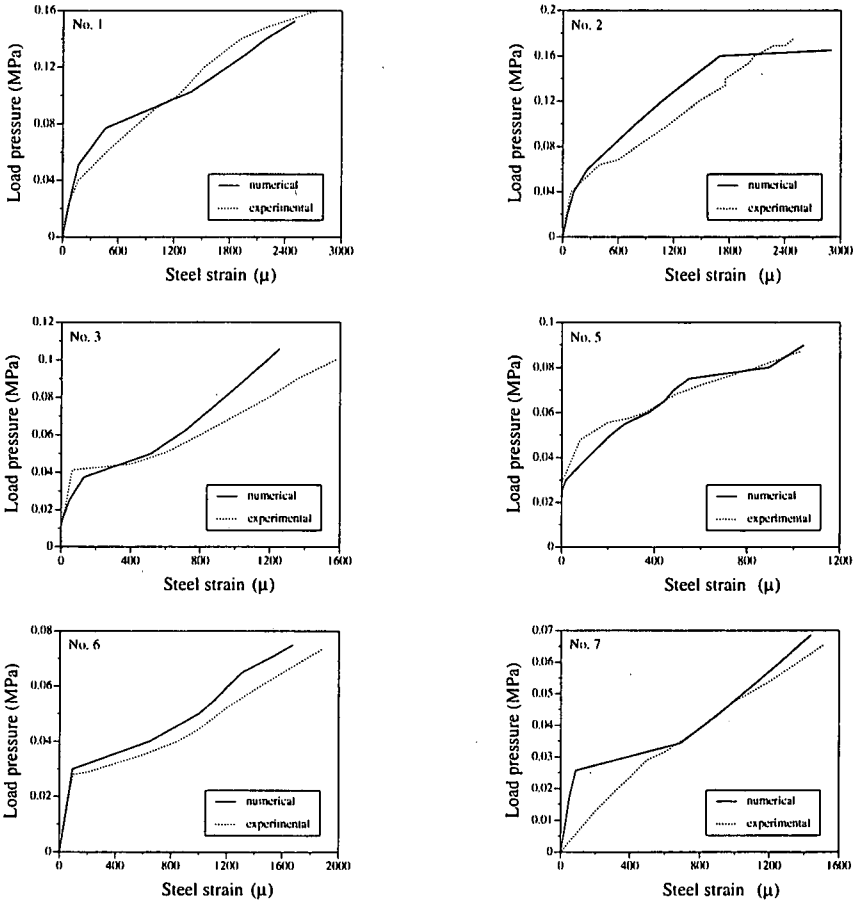 No. 1
Load pressure (MPa)
0.16
0.12
0.08
0.04
0
0 600 1200 1800 2400 3000
Steel strain (μ)
numerical
experimental
No. 2
Load pressure (MPa)
0.2
0.16
0.12
0.08
0.04
0
0 600 1200 1800 2400 3000
Steel strain (μ)
numerical
experimental
No. 3
Load pressure (MPa)
0.12
0.1
0.08
0.06
0.04
0.02
0
0 400 800 1200 1600
Steel strain (μ)
numerical
experimental
No. 5
Load pressure (MPa)
0.1
0.08
0.06
0.04
0.02
0
0 400 800 1200
Steel strain (μ)
numerical
experimental
No. 6
Load pressure (MPa)
0.08
0.06
0.04
0.02
0
0 400 800 1200 1600 2000
Steel strain (μ)
numerical
experimental
No. 7
Load pressure (MPa)
0.07
0.06
0.05
0.04
0.03
0.02
0.01
0
0 400 800 1200 1600
Steel strain (μ)
numerical
experimental